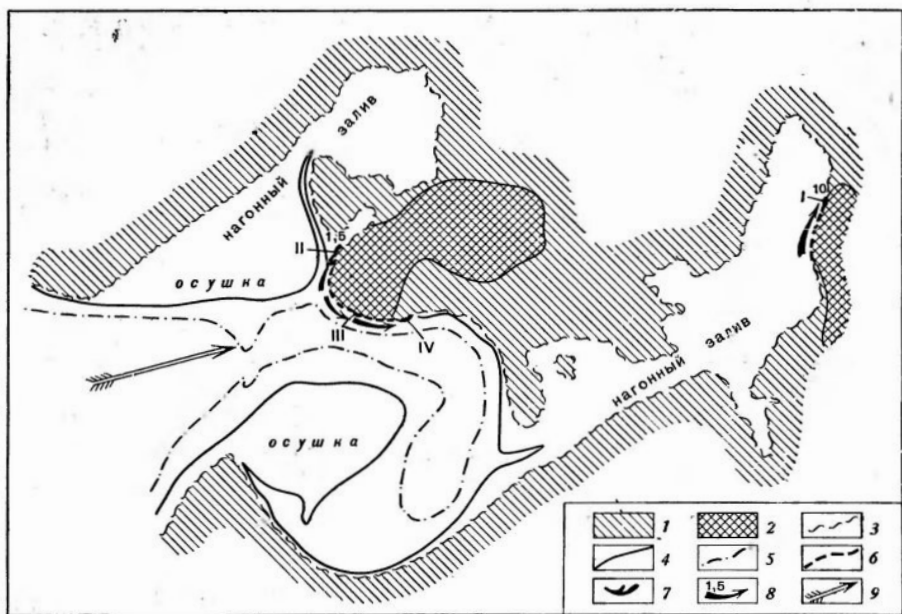 залив
нагонный
10
I
1,5
II
осушка
III
IV
залив
нагонный
осушка
1
2
3
4
5
6
7
1,5
8
9